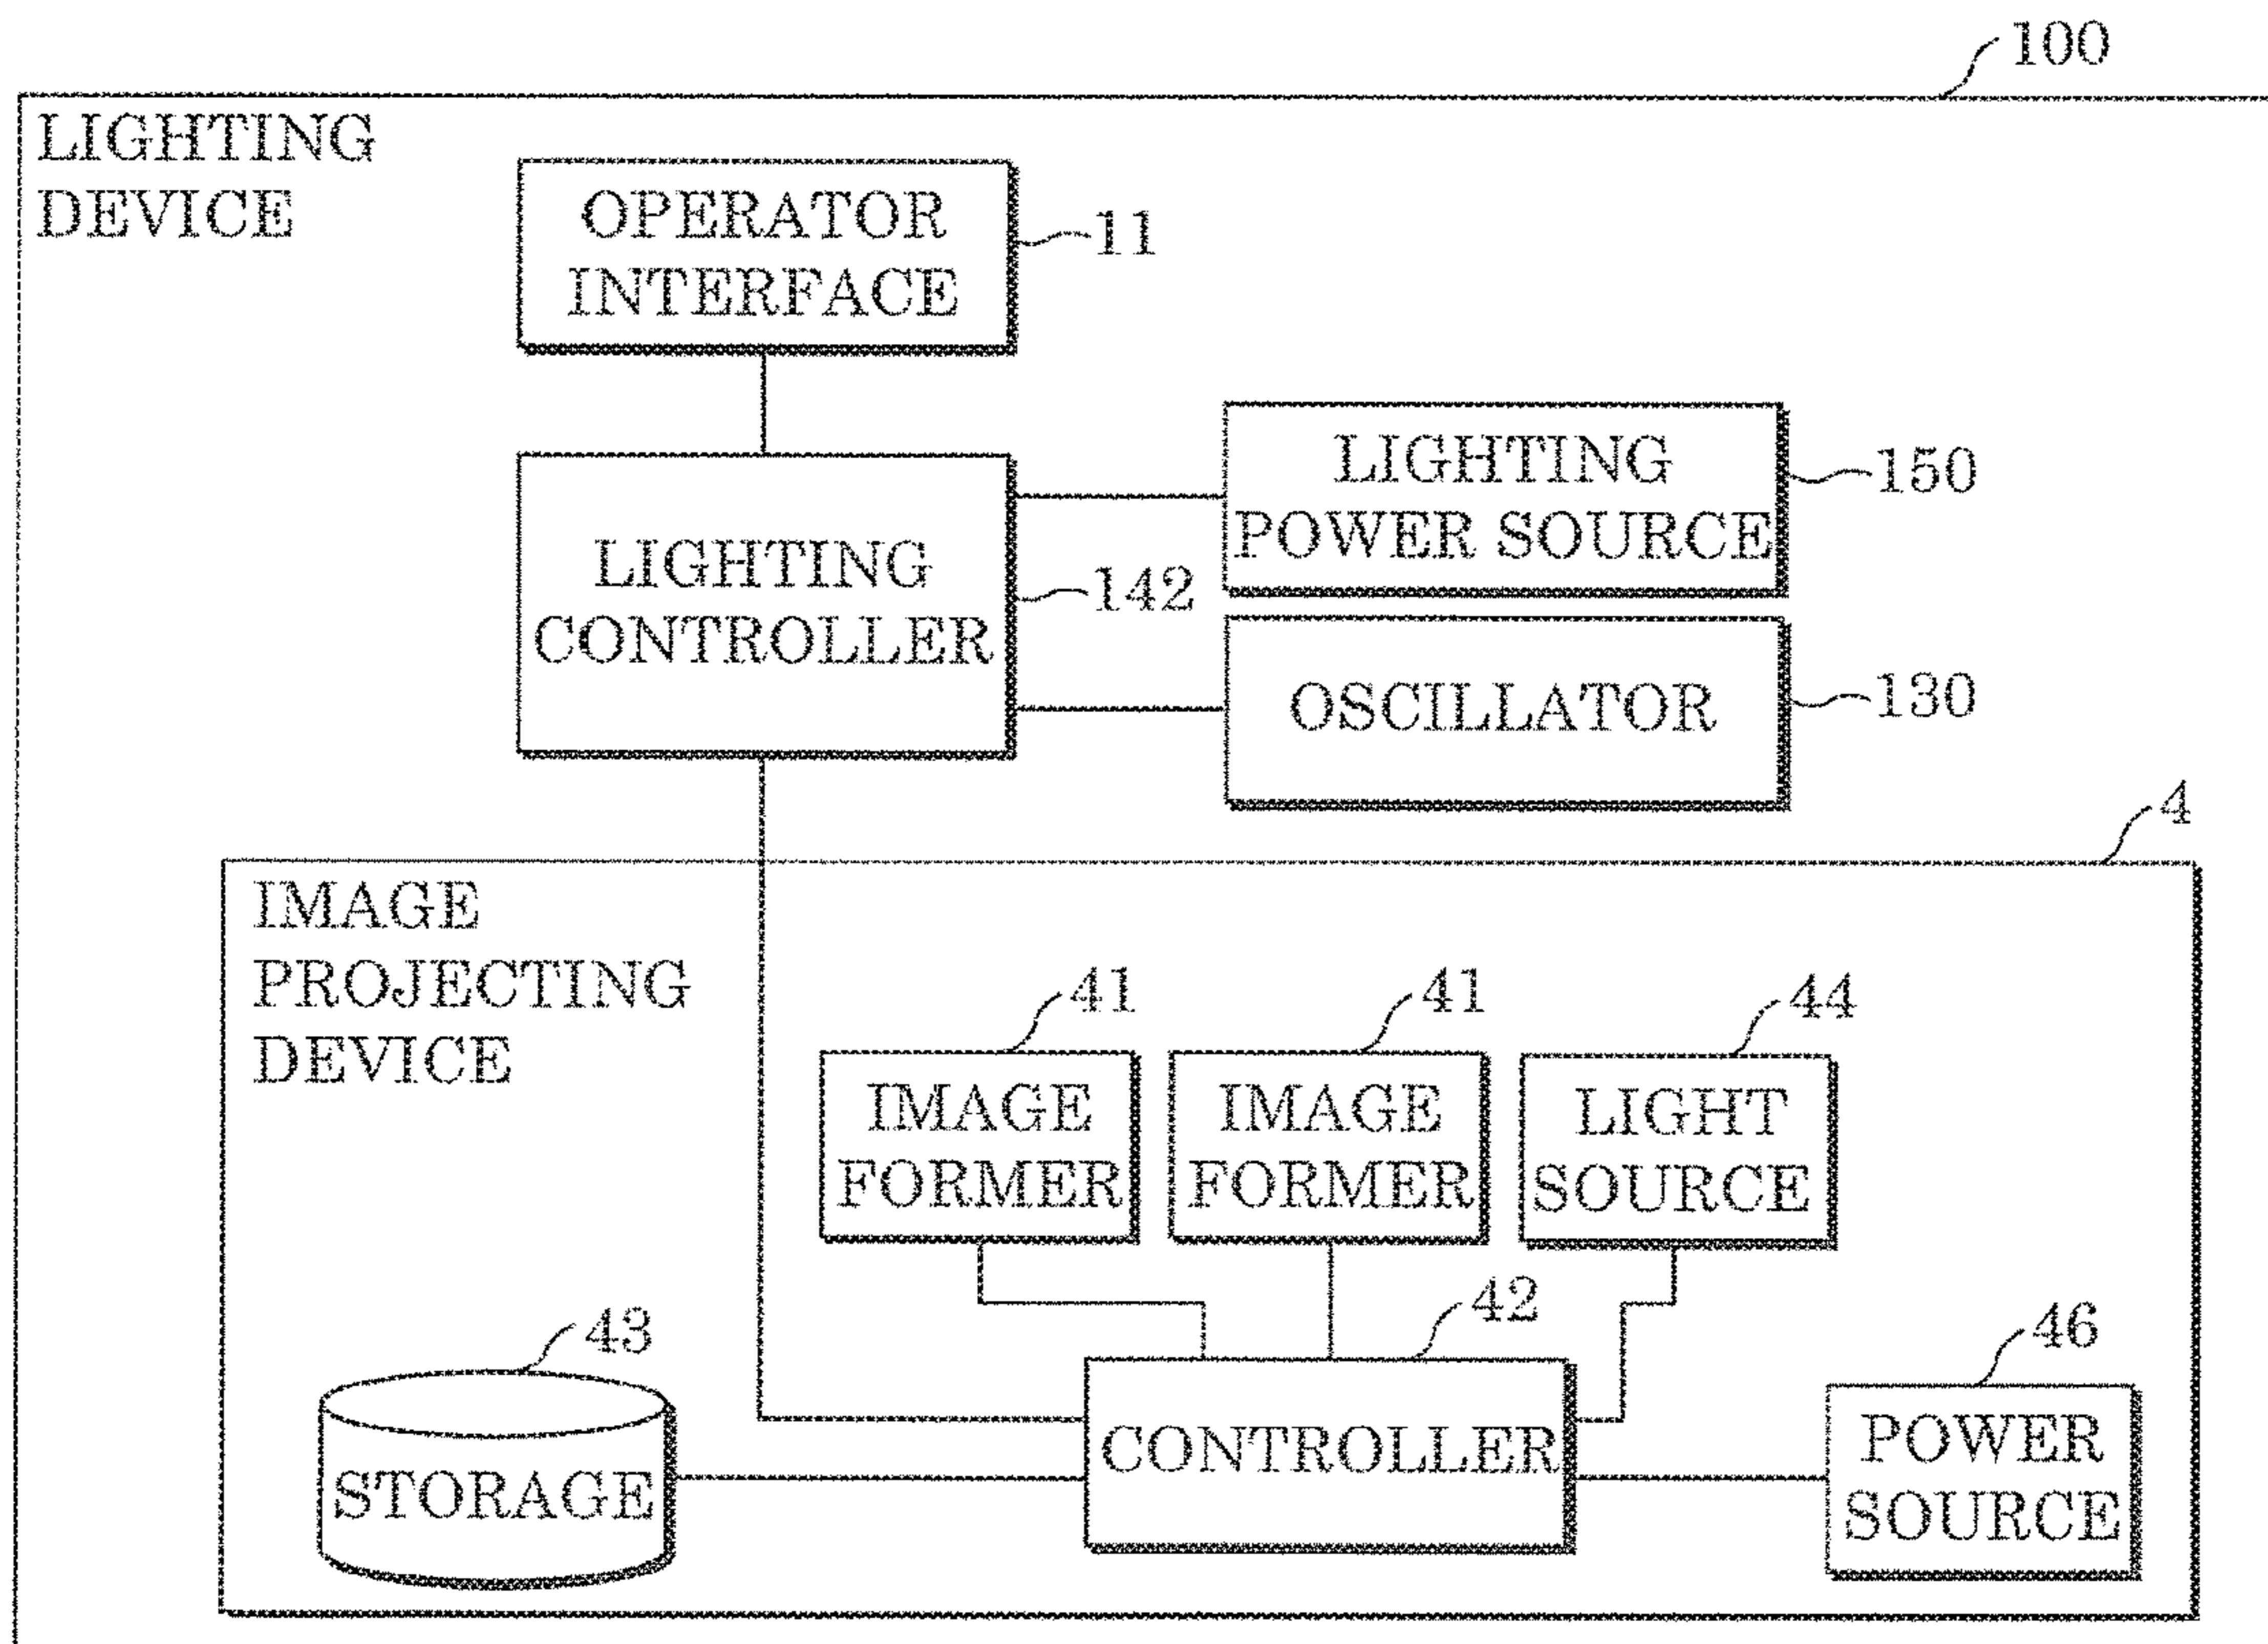 100
LIGHTING
DEVICE
OPERATOR
INTERFACE
11
LIGHTING
POWER SOURCE
150
LIGHTING
CONTROLLER
142
OSCILLATOR
130
4
IMAGE
PROJECTING
DEVICE
41
41
44
IMAGE
FORMER
IMAGE
FORMER
LIGHT
SOURCE
42
43
46
STORAGE
CONTROLLER
POWER
SOURCE